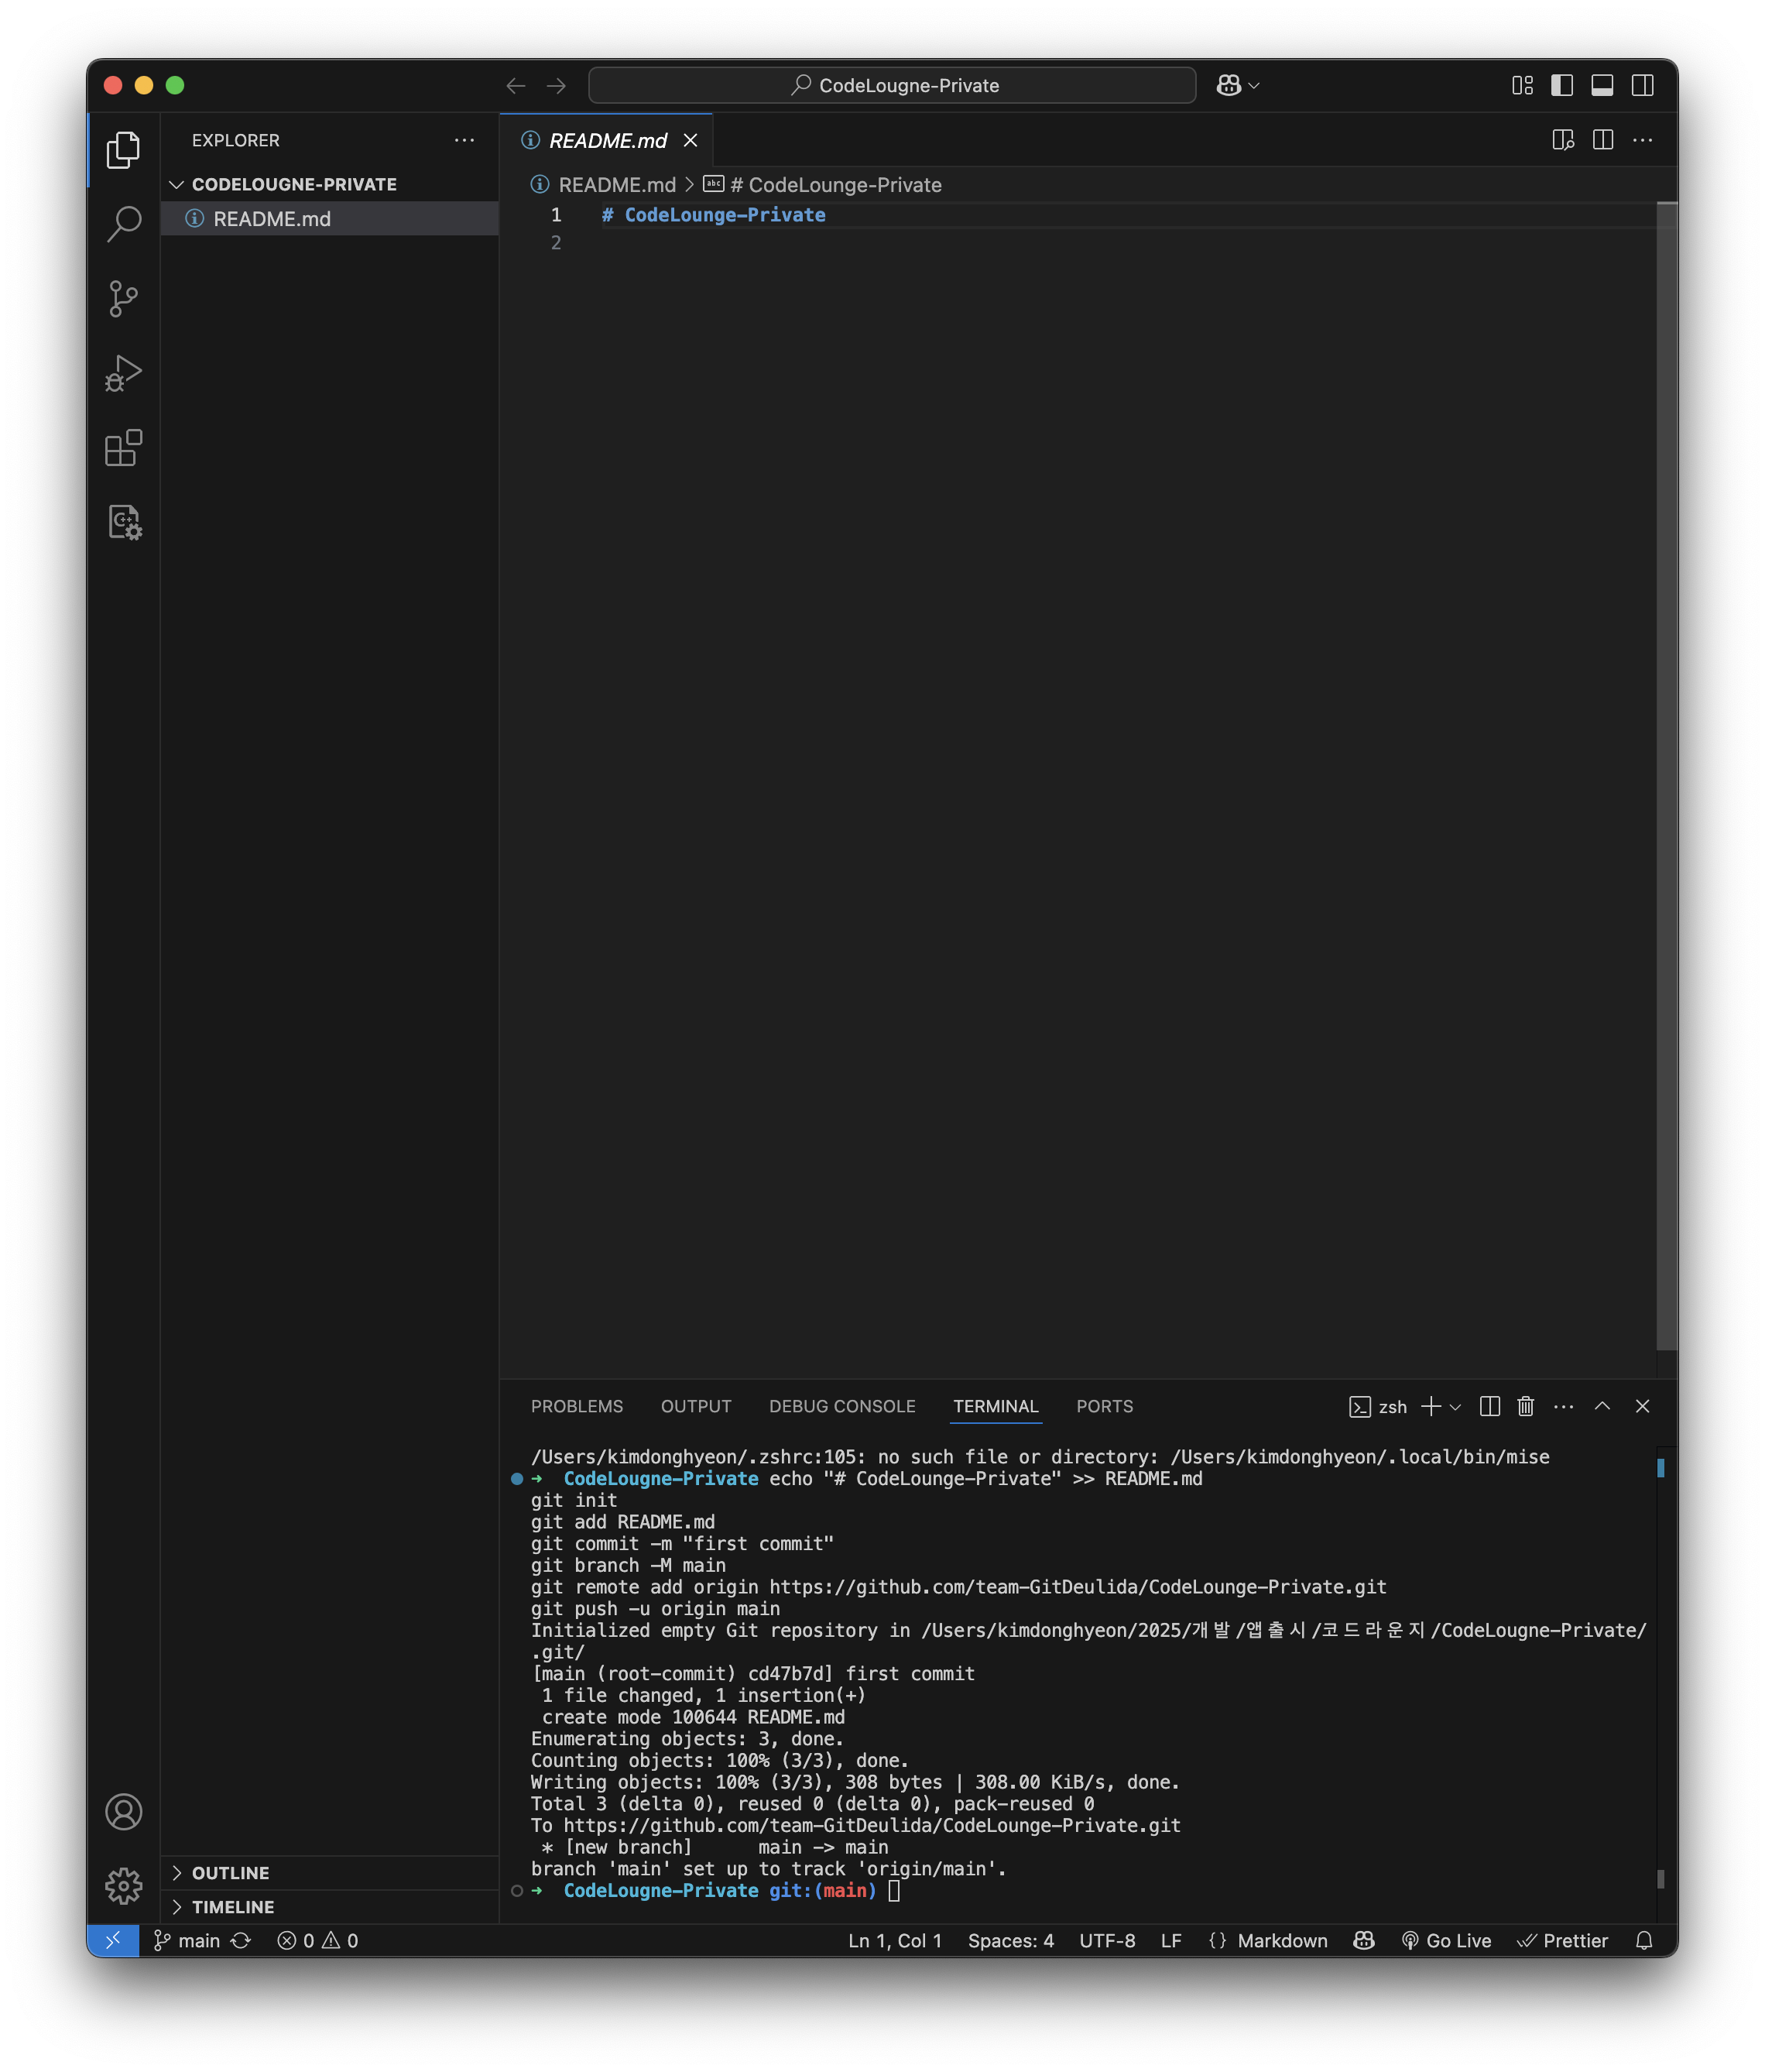 CodeLougne-Private
EXPLORER
CODELOUGNE-PRIVATE
README.md
OUTLINE
TIMELINE
README.md
README.md > # CodeLounge-Private
1 # CodeLounge-Private
2
PROBLEMS OUTPUT DEBUG CONSOLE TERMINAL PORTS zsh
/Users/kimdonghyeon/.zshrc:105: no such file or directory: /Users/kimdonghyeon/.local/bin/mise
➜ CodeLougne-Private echo "# CodeLounge-Private" >> README.md
git init
git add README.md
git commit -m "first commit"
git branch -M main
git remote add origin https://github.com/team-GitDeulida/CodeLounge-Private.git
git push -u origin main
Initialized empty Git repository in /Users/kimdonghyeon/2025/개발/앱출시/코드라운지/CodeLougne-Private/
.git/
[main (root-commit) cd47b7d] first commit
 1 file changed, 1 insertion(+)
 create mode 100644 README.md
Enumerating objects: 3, done.
Counting objects: 100% (3/3), done.
Writing objects: 100% (3/3), 308 bytes | 308.00 KiB/s, done.
Total 3 (delta 0), reused 0 (delta 0), pack-reused 0
To https://github.com/team-GitDeulida/CodeLounge-Private.git
 * [new branch]      main -> main
branch 'main' set up to track 'origin/main'.
➜ CodeLougne-Private git:(main)
main 0 0 Ln 1, Col 1 Spaces: 4 UTF-8 LF {} Markdown Go Live Prettier